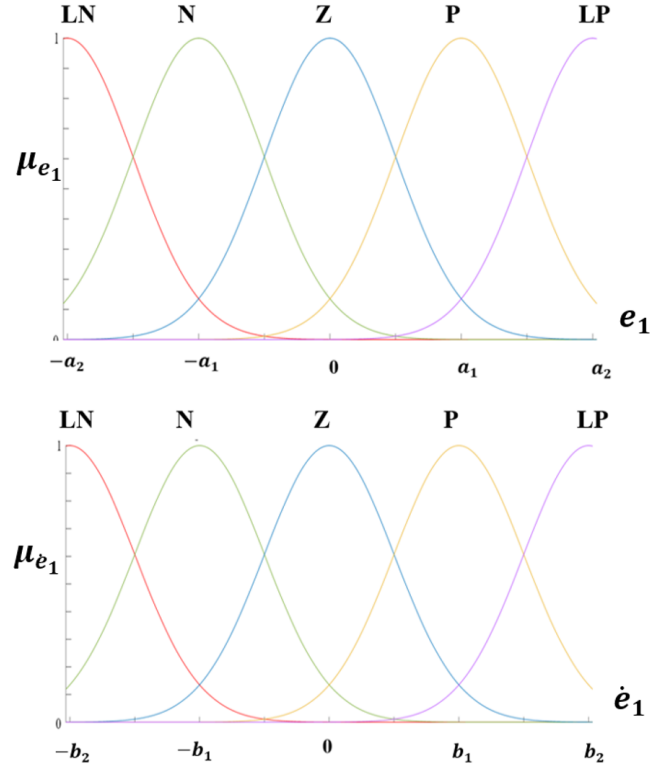 LN N Z P LP
1
μe₁
0
e₁
−a₂ −a₁ 0 a₁ a₂
LN N Z P LP
1
μė₁
0
ė₁
−b₂ −b₁ 0 b₁ b₂